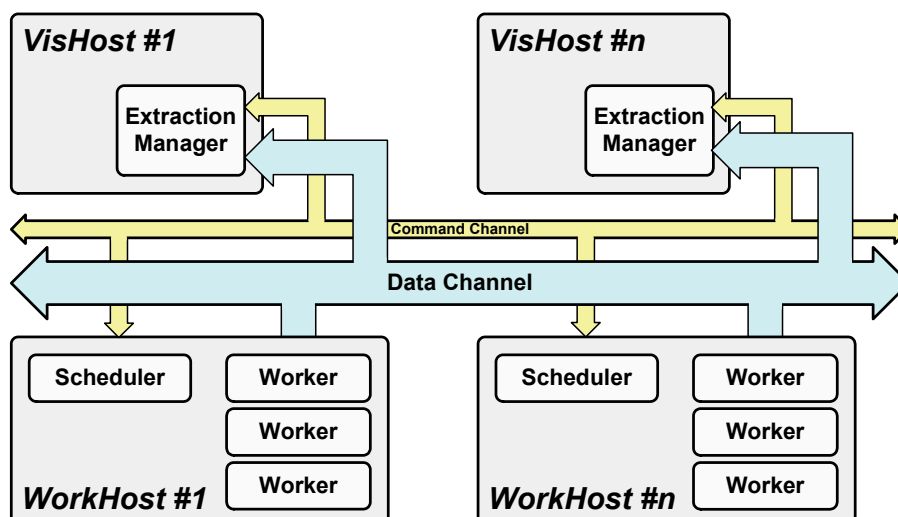 VisHost #1
Extraction
Manager
VisHost #n
Extraction
Manager
Command Channel
Data Channel
Scheduler
Worker
Worker
Worker
WorkHost #1
Scheduler
Worker
Worker
Worker
WorkHost #n